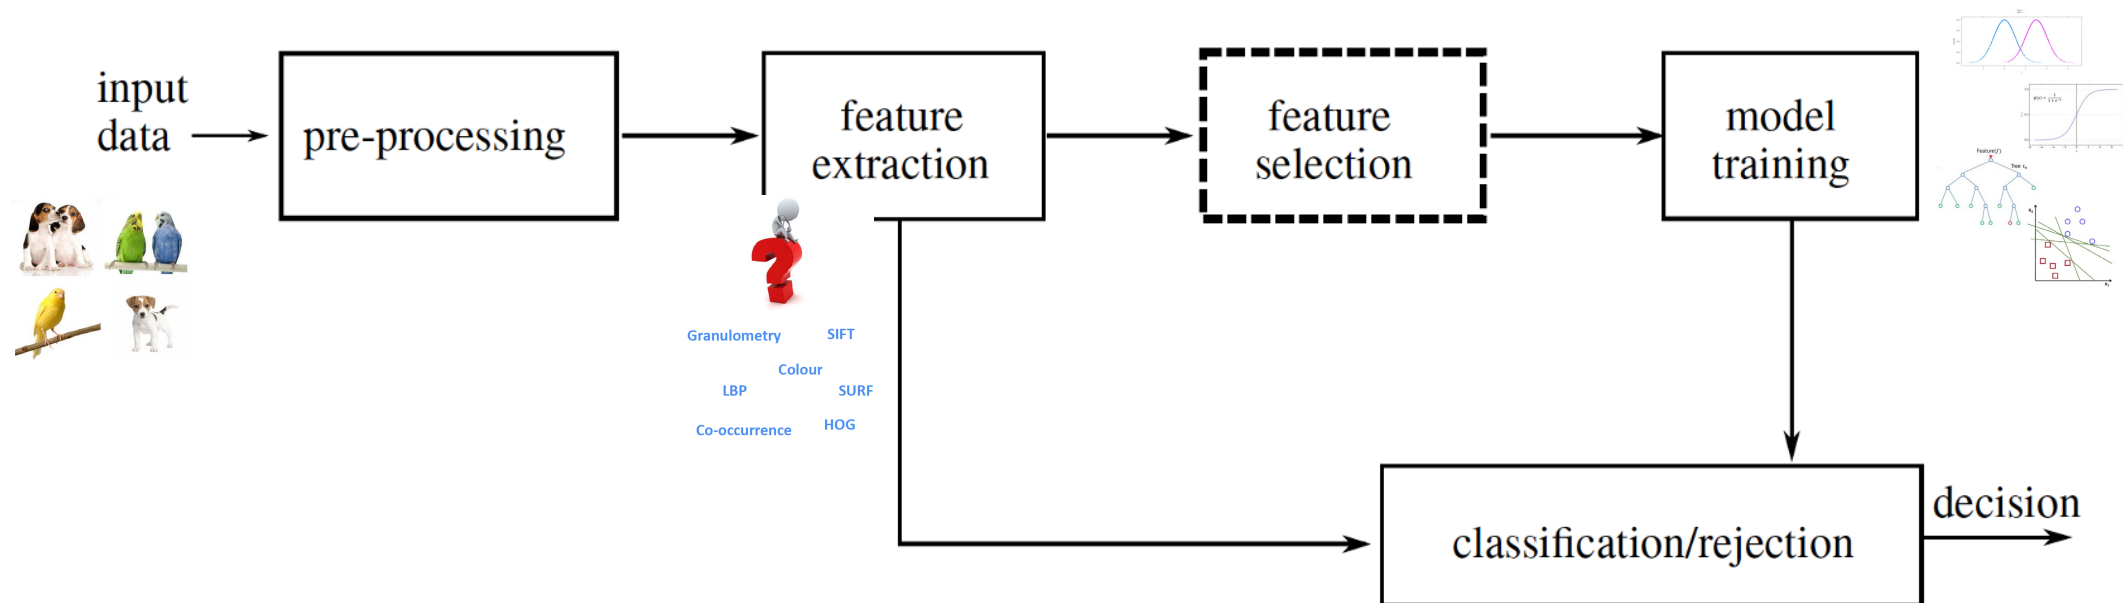 input
data
pre-processing
feature
extraction
feature
selection
model
training
Granulometry
SIFT
Colour
LBP
SURF
Co-occurrence
HOG
Feature(f)
classification/rejection
decision